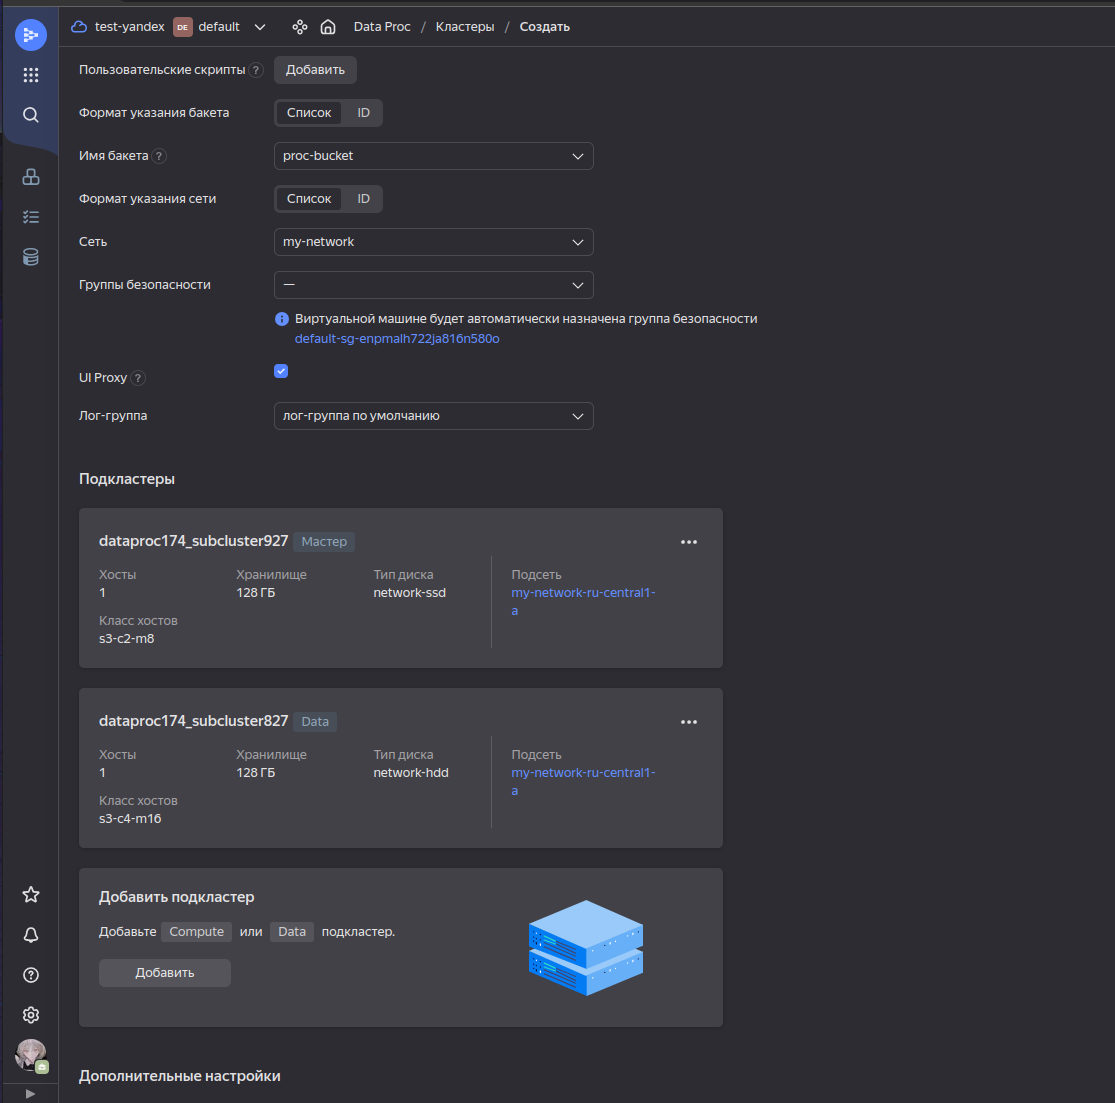 test-yandex DE default Data Proc / Кластеры / Создать
Пользовательские скрипты ? Добавить
Формат указания бакета Список ID
Имя бакета ? proc-bucket
Формат указания сети Список ID
Сеть my-network
Группы безопасности —
Виртуальной машине будет автоматически назначена группа безопасности
default-sg-enpmalh722ja816n580o
UI Proxy ?
Лог-группа лог-группа по умолчанию
Подкластеры
dataproc174_subcluster927 Мастер
Хосты Хранилище Тип диска Подсеть
1 128 ГБ network-ssd my-network-ru-central1-
a
Класс хостов
s3-c2-m8
dataproc174_subcluster827 Data
Хосты Хранилище Тип диска Подсеть
1 128 ГБ network-hdd my-network-ru-central1-
a
Класс хостов
s3-c4-m16
Добавить подкластер
Добавьте Compute или Data подкластер.
Добавить
Дополнительные настройки